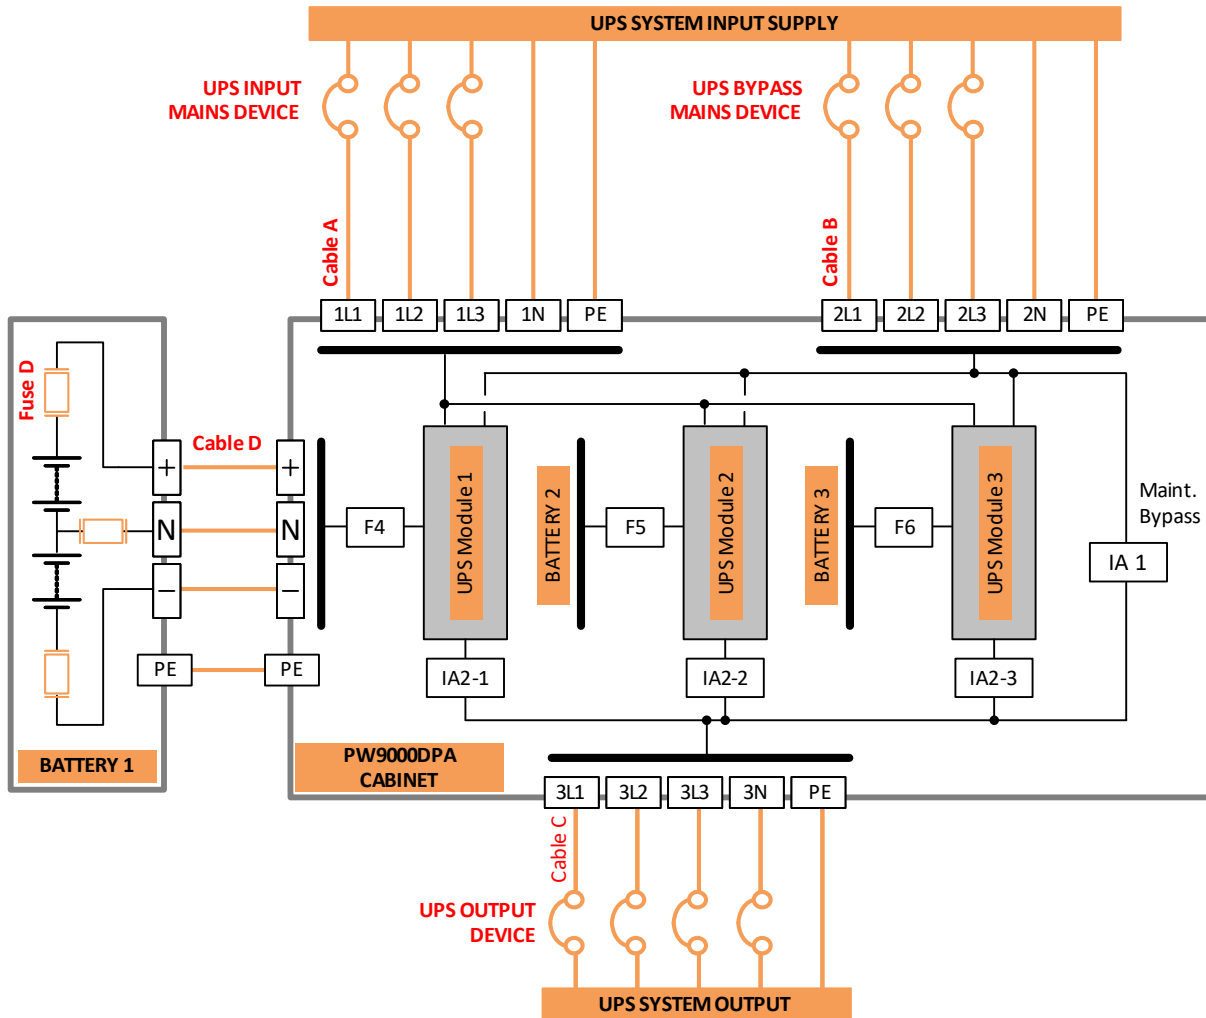 UPS SYSTEM INPUT SUPPLY
UPS INPUT
MAINS DEVICE
UPS BYPASS
MAINS DEVICE
Cable A
Cable B
1L1
1L2
1L3
1N
PE
2L1
2L2
2L3
2N
PE
Fuse D
Cable D
+
+
N
N
−
−
PE
PE
BATTERY 1
F4
UPS Module 1
BATTERY 2
F5
UPS Module 2
BATTERY 3
F6
UPS Module 3
Maint.
Bypass
IA 1
IA2-1
IA2-2
IA2-3
PW9000DPA
CABINET
3L1
3L2
3L3
3N
PE
Cable C
UPS OUTPUT
DEVICE
UPS SYSTEM OUTPUT